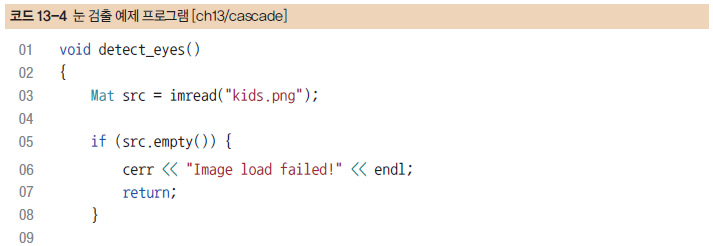 코드 13-4 눈 검출 예제 프로그램 [ch13/cascade]
01 void detect_eyes()
02 {
03 Mat src = imread("kids.png");
04
05 if (src.empty()) {
06 cerr << "Image load failed!" << endl;
07 return;
08 }
09